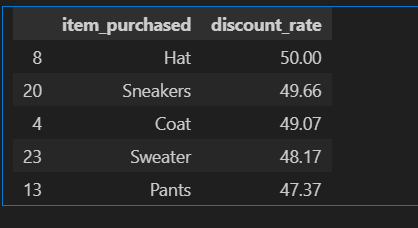 item_purchased discount_rate
8 Hat 50.00
20 Sneakers 49.66
4 Coat 49.07
23 Sweater 48.17
13 Pants 47.37